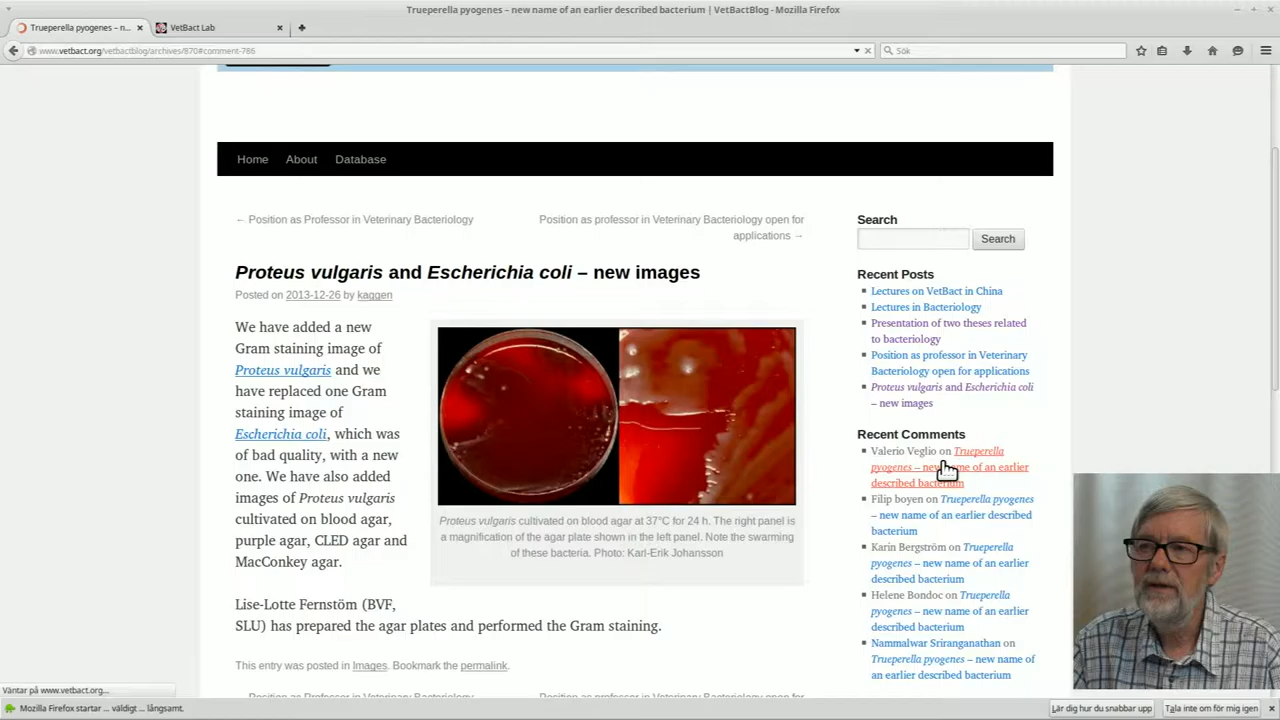 Trueperella pyogenes – new name of an earlier described bacterium | VetBactBlog - Mozilla Firefox
Trueperella pyogenes – n...
VetBact Lab
www.vetbact.org/vetbactblog/archives/870#comment-786
Sök
Home About Database
← Position as Professor in Veterinary Bacteriology
Position as professor in Veterinary Bacteriology open for
applications →
Proteus vulgaris and Escherichia coli – new images
Posted on 2013-12-26 by kaggen
We have added a new
Gram staining image of
Proteus vulgaris and we
have replaced one Gram
staining image of
Escherichia coli, which was
of bad quality, with a new
one. We have also added
images of Proteus vulgaris
cultivated on blood agar,
purple agar, CLED agar and
MacConkey agar.
Proteus vulgaris cultivated on blood agar at 37°C for 24 h. The right panel is
a magnification of the agar plate shown in the left panel. Note the swarming
of these bacteria. Photo: Karl-Erik Johansson
Lise-Lotte Fernstöm (BVF,
SLU) has prepared the agar plates and performed the Gram staining.
This entry was posted in Images. Bookmark the permalink.
← Position as Professor in Veterinary Bacteriology
Position as professor in Veterinary Bacteriology open for
Search
Search
Recent Posts
Lectures on VetBact in China
Lectures in Bacteriology
Presentation of two theses related
to bacteriology
Position as professor in Veterinary
Bacteriology open for applications
Proteus vulgaris and Escherichia coli
– new images
Recent Comments
Valerio Veglio on Trueperella
pyogenes – new name of an earlier
described bacterium
Filip boyen on Trueperella pyogenes
– new name of an earlier described
bacterium
Karin Bergström on Trueperella
pyogenes – new name of an earlier
described bacterium
Helene Bondoc on Trueperella
pyogenes – new name of an earlier
described bacterium
Nammalwar Sriranganathan on
Trueperella pyogenes – new name of
an earlier described bacterium
Väntar på www.vetbact.org...
Mozilla Firefox startar ... väldigt ... långsamt.
Lär dig hur du snabbar upp
Tala inte om för mig igen